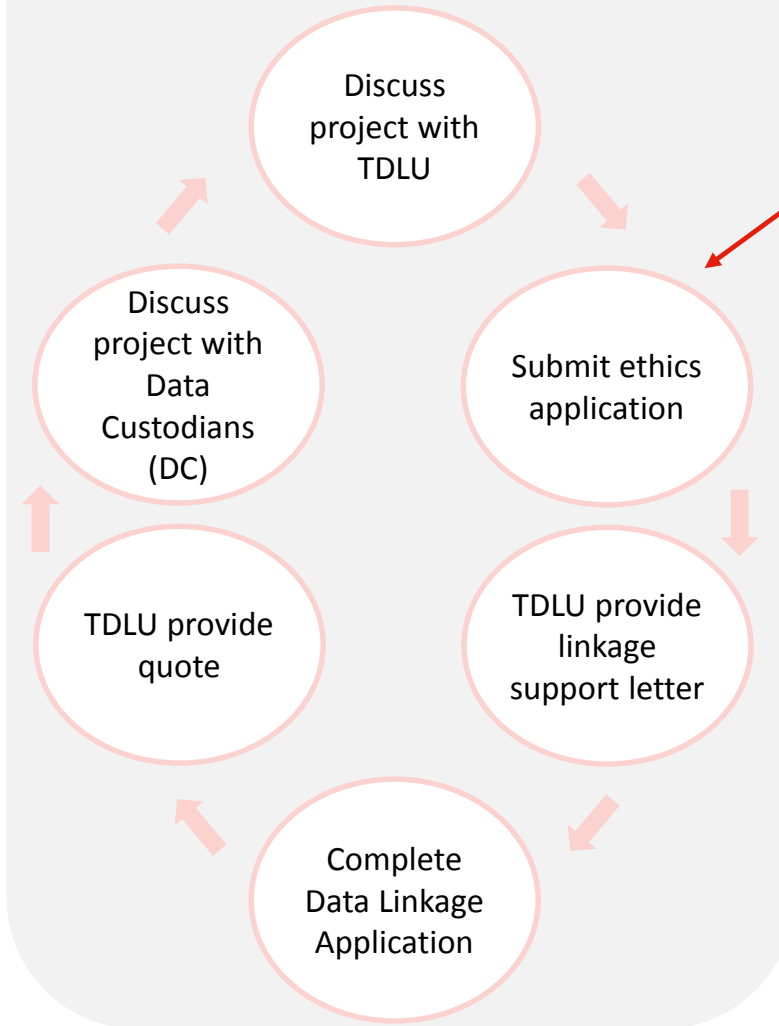 Discuss
project with
TDLU
Submit ethics
application
TDLU provide
linkage
support letter
Complete
Data Linkage
Application
TDLU provide
quote
Discuss
project with
Data
Custodians
(DC)